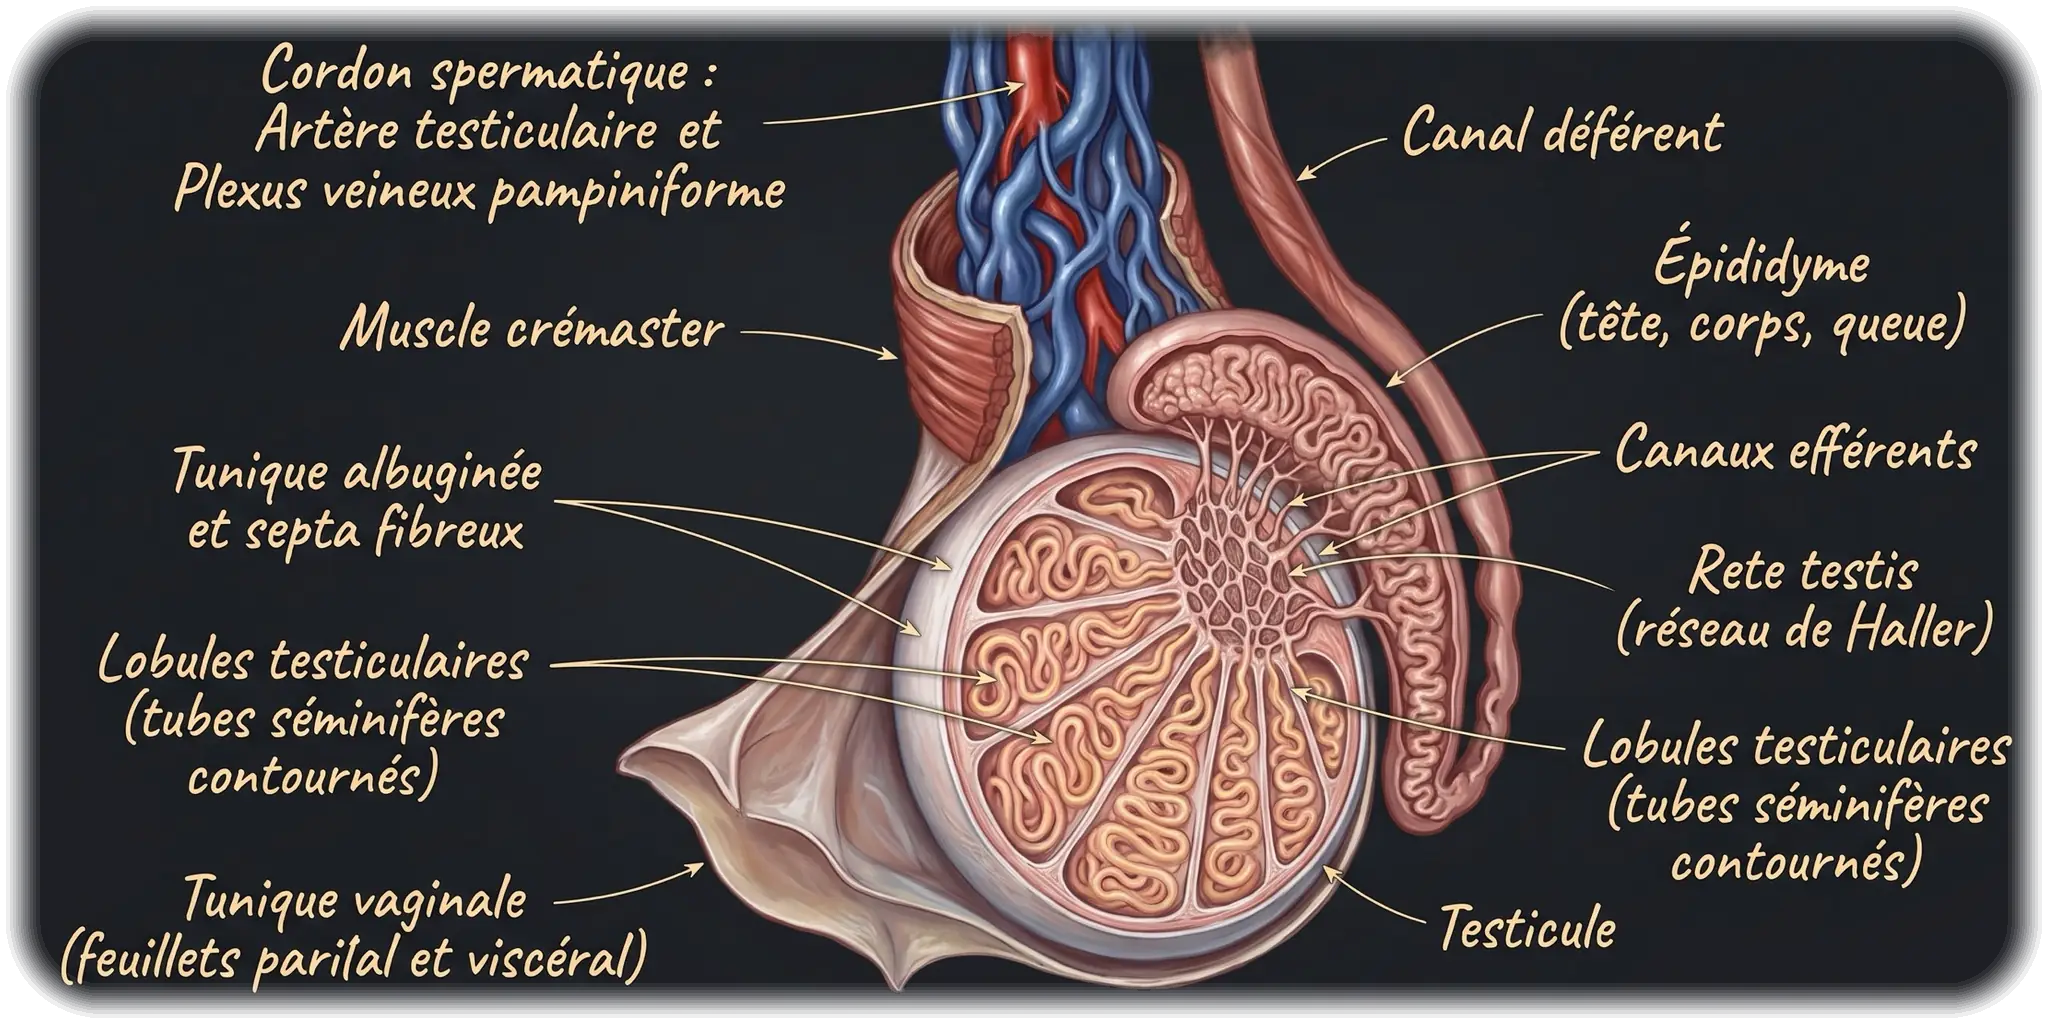 Cordon spermatique :
Artère testiculaire et
Plexus veineux pampiniforme
Muscle crémaster
Tunique albuginée
et septa fibreux
Lobules testiculaires
(tubes séminifères
contournés)
Tunique vaginale
(feuillets et viscéral)
Canal déférent
Épididyme
(tête, corps, queue)
Canaux efférents
Rete testis
(réseau de Haller)
Lobules testiculaires
(tubes séminifères
contournés)
Testicule